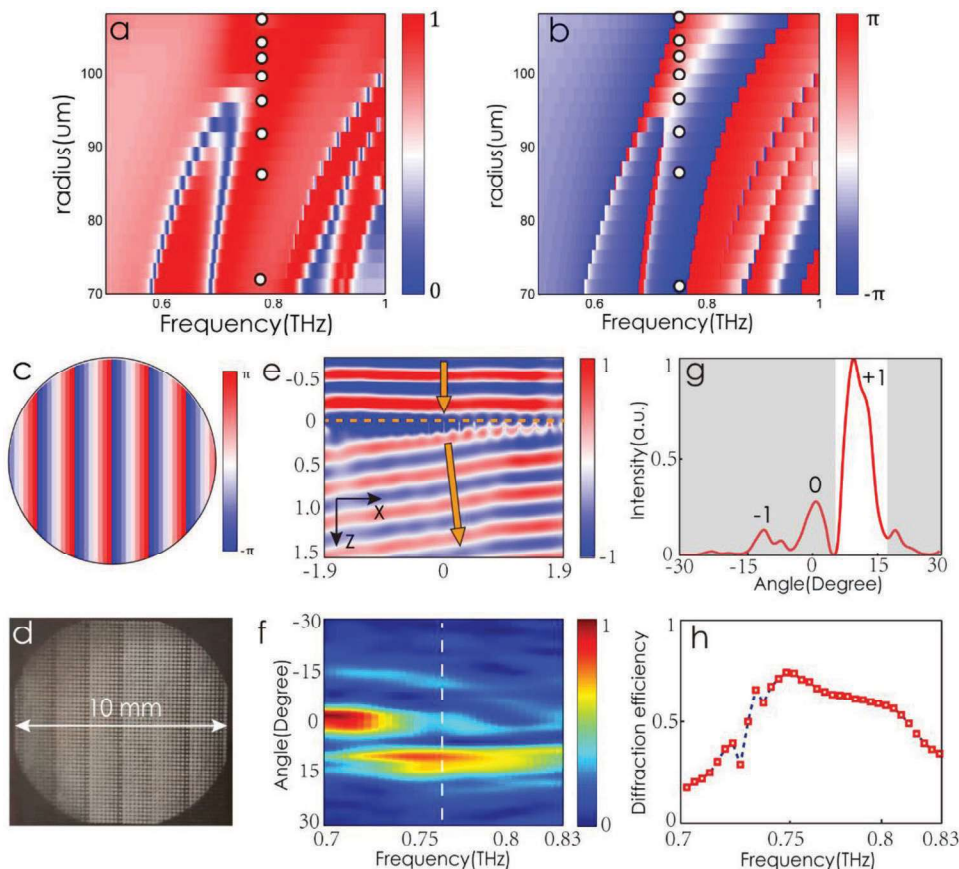 a
1
0
100
90
80
70
radius(um)
0.6
0.8
1
Frequency(THz)
b
π
-π
100
90
80
70
radius(um)
0.6
0.8
1
Frequency(THz)
c
π
-π
e
-0.5
0
0.5
1.0
1.5
X
Z
-1.9
0
1.9
1
-1
g
1
0.5
0
Intensity(a.u.)
-1
0
+1
-30
-15
0
15
30
Angle(Degree)
d
10 mm
f
-30
-15
0
15
30
Angle(Degree)
0.7
0.75
0.8
0.83
Frequency(THz)
1
0
h
1
0.5
0
Diffraction efficiency
0.7
0.75
0.8
0.83
Frequency(THz)